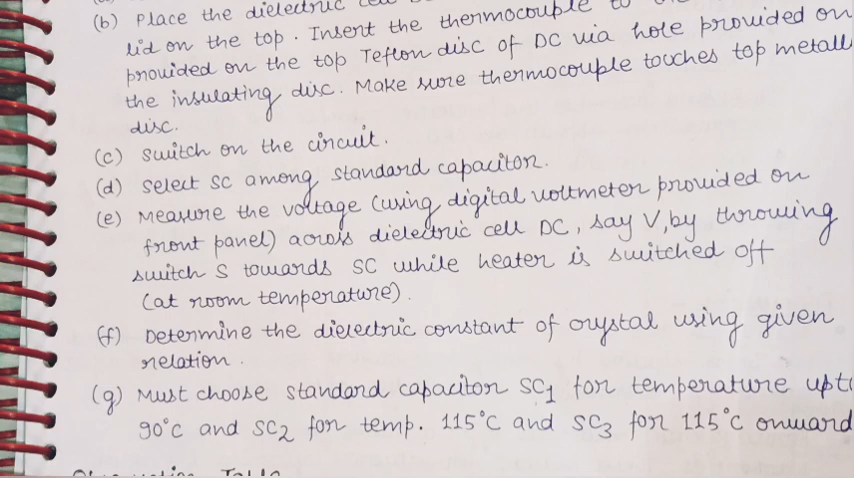 (b) Place the dielectric cell
lid on the top. Insert the thermocouple to
provided on the top Teflon disc of DC via hole provided on
the insulating disc. Make sure thermocouple touches top metall
disc.
(c) switch on the circuit.
(d) select SC among standard capacitor.
(e) Measure the voltage (using digital voltmeter provided on
front panel) across dielectric cell DC, say V, by throwing
switch S towards SC while heater is switched off
(at room temperature).
(f) Determine the dielectric constant of crystal using given
relation.
(g) Must choose standard capacitor SC1 for temperature upto
90°C and SC2 for temp. 115°C and SC3 for 115°C onward
Observation Table